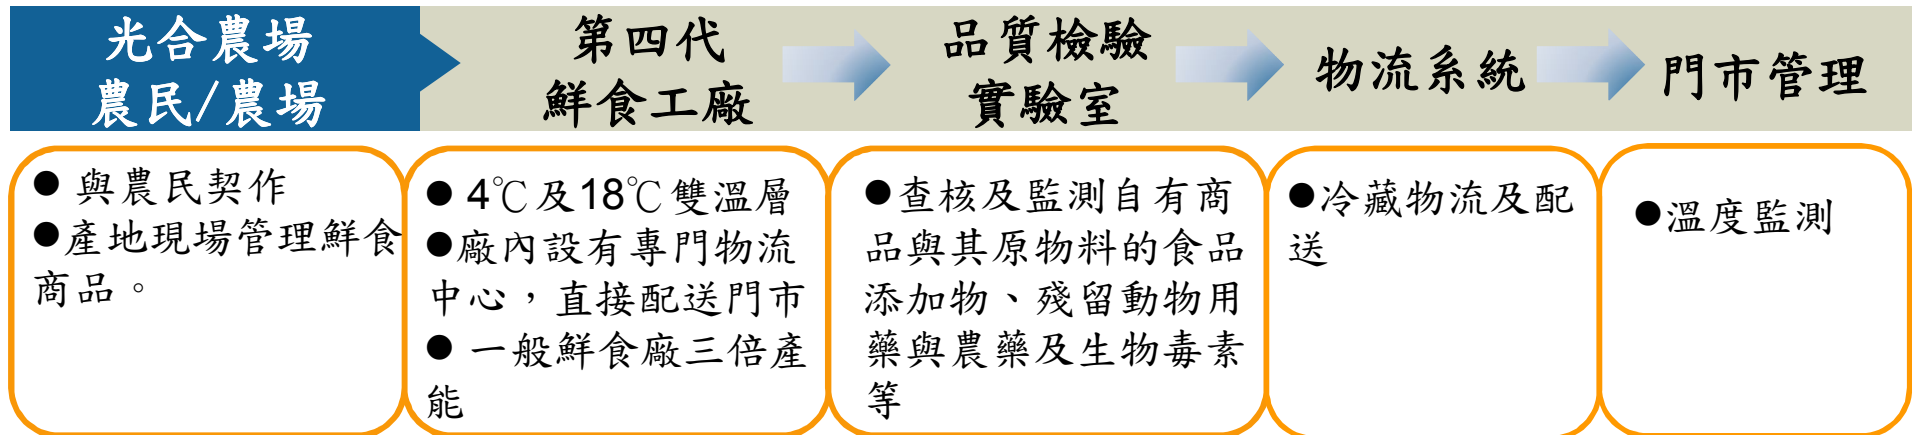 光合農場
農民/農場
第四代
鮮食工廠
品質檢驗
實驗室
物流系統
門市管理
● 與農民契作
●產地現場管理鮮食
商品。
● 4℃及18℃雙溫層
●廠內設有專門物流
中心，直接配送門市
● 一般鮮食廠三倍產
能
●查核及監測自有商
品與其原物料的食品
添加物、殘留動物用
藥與農藥及生物毒素
等
●冷藏物流及配
送
●溫度監測